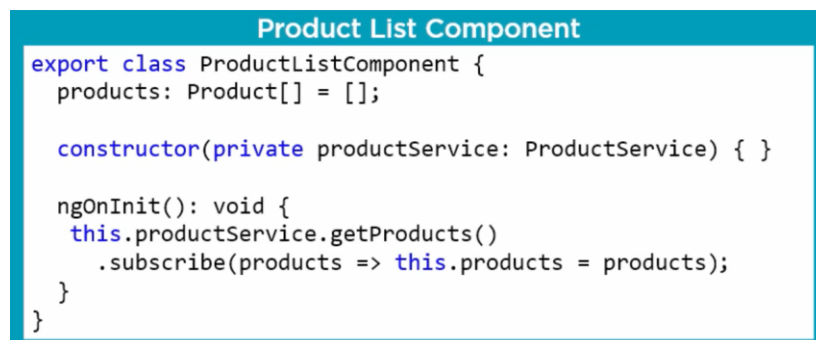 Product List Component
export class ProductListComponent {
  products: Product[] = [];

  constructor(private productService: ProductService) { }

  ngOnInit(): void {
   this.productService.getProducts()
     .subscribe(products => this.products = products);
  }
}